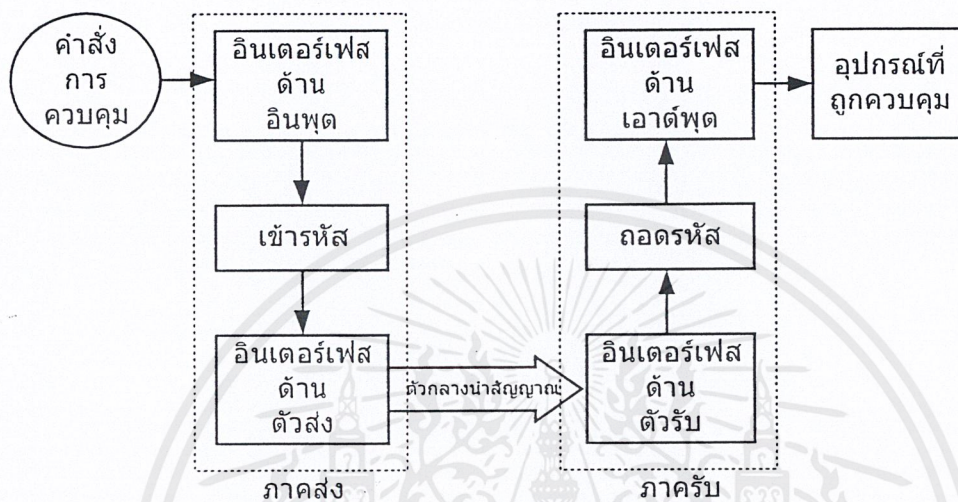 คำสั่ง
การ
ควบคุม
อินเตอร์เฟส
ด้าน
อินพุต
เข้ารหัส
อินเตอร์เฟส
ด้าน
ตัวส่ง
ภาคส่ง
ตัวกลางนำสัญญาณ
อินเตอร์เฟส
ด้าน
เอาต์พุต
ถอดรหัส
อินเตอร์เฟส
ด้าน
ตัวรับ
ภาครับ
อุปกรณ์ที่
ถูกควบคุม